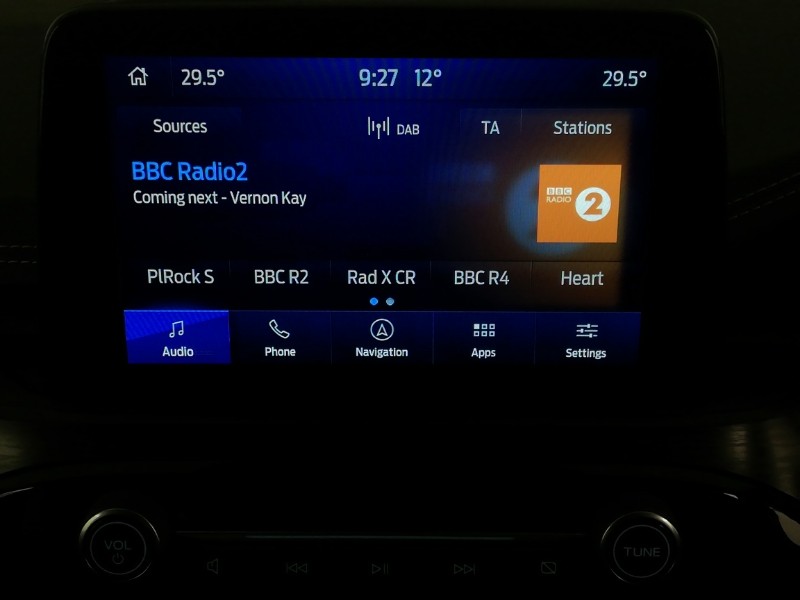 29.5° 9:27 12° 29.5°
Sources DAB TA Stations
BBC Radio2
Coming next - Vernon Kay
BBC
RADIO 2
PlRock S BBC R2 Rad X CR BBC R4 Heart
Audio Phone Navigation Apps Settings
VOL TUNE